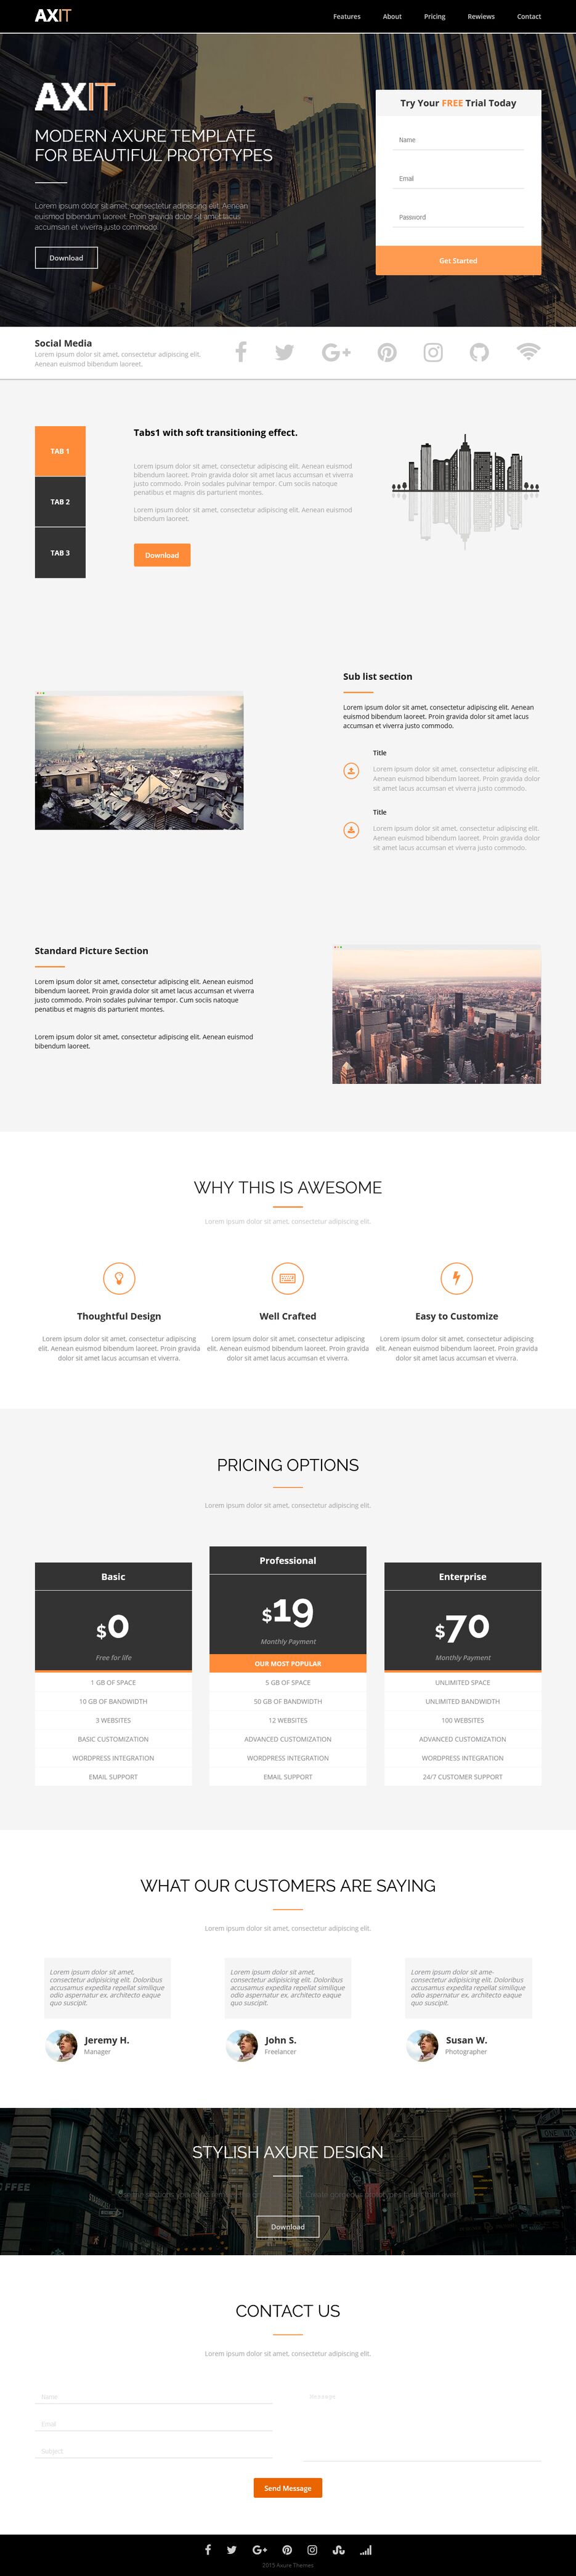 AXIT
Features About Pricing Rewiews Contact
AXIT
MODERN AXURE TEMPLATE
FOR BEAUTIFUL PROTOTYPES
Lorem ipsum dolor sit amet, consectetur adipiscing elit. Aenean
euismod bibendum laoreet. Proin gravida dolor sit amet lacus
accumsan et viverra justo commodo.
Download
Try Your FREE Trial Today
Name
Email
Password
Get Started
Social Media
Lorem ipsum dolor sit amet, consectetur adipiscing elit.
Aenean euismod bibendum laoreet.
TAB 1
TAB 2
TAB 3
Tabs1 with soft transitioning effect.
Lorem ipsum dolor sit amet, consectetur adipiscing elit. Aenean euismod
bibendum laoreet. Proin gravida dolor sit amet lacus accumsan et viverra
justo commodo. Proin sodales pulvinar tempor. Cum sociis natoque
penatibus et magnis dis parturient montes.
Lorem ipsum dolor sit amet, consectetur adipiscing elit. Aenean euismod
bibendum laoreet.
Download
Sub list section
Lorem ipsum dolor sit amet, consectetur adipiscing elit. Aenean
euismod bibendum laoreet. Proin gravida dolor sit amet lacus
accumsan et viverra justo commodo.
Title
Lorem ipsum dolor sit amet, consectetur adipiscing elit.
Aenean euismod bibendum laoreet. Proin gravida dolor
sit amet lacus accumsan et viverra justo commodo.
Title
Lorem ipsum dolor sit amet, consectetur adipiscing elit.
Aenean euismod bibendum laoreet. Proin gravida dolor
sit amet lacus accumsan et viverra justo commodo.
Standard Picture Section
Lorem ipsum dolor sit amet, consectetur adipiscing elit. Aenean euismod
bibendum laoreet. Proin gravida dolor sit amet lacus accumsan et viverra
justo commodo. Proin sodales pulvinar tempor. Cum sociis natoque
penatibus et magnis dis parturient montes.
Lorem ipsum dolor sit amet, consectetur adipiscing elit. Aenean euismod
bibendum laoreet.
WHY THIS IS AWESOME
Lorem ipsum dolor sit amet, consectetur adipiscing elit.
Thoughtful Design
Lorem ipsum dolor sit amet, consectetur adipiscing
elit. Aenean euismod bibendum laoreet. Proin gravida
dolor sit amet lacus accumsan et viverra.
Well Crafted
Lorem ipsum dolor sit amet, consectetur adipiscing
elit. Aenean euismod bibendum laoreet. Proin gravida
dolor sit amet lacus accumsan et viverra.
Easy to Customize
Lorem ipsum dolor sit amet, consectetur adipiscing
elit. Aenean euismod bibendum laoreet. Proin gravida
dolor sit amet lacus accumsan et viverra.
PRICING OPTIONS
Lorem ipsum dolor sit amet, consectetur adipiscing elit.
Basic
$0
Free for life
1 GB OF SPACE
10 GB OF BANDWIDTH
3 WEBSITES
BASIC CUSTOMIZATION
WORDPRESS INTEGRATION
EMAIL SUPPORT
Professional
$19
Monthly Payment
OUR MOST POPULAR
5 GB OF SPACE
50 GB OF BANDWIDTH
12 WEBSITES
ADVANCED CUSTOMIZATION
WORDPRESS INTEGRATION
EMAIL SUPPORT
Enterprise
$70
Monthly Payment
UNLIMITED SPACE
UNLIMITED BANDWIDTH
100 WEBSITES
ADVANCED CUSTOMIZATION
WORDPRESS INTEGRATION
24/7 CUSTOMER SUPPORT
WHAT OUR CUSTOMERS ARE SAYING
Lorem ipsum dolor sit amet, consectetur adipiscing elit.
Lorem ipsum dolor sit amet,
consectetur adipisicing elit. Doloribus
accusamus expedita repellat similique
odio aspernatur ex, architecto eaque
quo suscipit.
Jeremy H.
Manager
Lorem ipsum dolor sit amet,
consectetur adipisicing elit. Doloribus
accusamus expedita repellat similique
odio aspernatur ex, architecto eaque
quo suscipit.
John S.
Freelancer
Lorem ipsum dolor sit ame-
consectetur adipisicing elit. Doloribus
accusamus expedita repellat similique
odio aspernatur ex, architecto eaque
quo suscipit.
Susan W.
Photographer
STYLISH AXURE DESIGN
Download
CONTACT US
Lorem ipsum dolor sit amet, consectetur adipiscing elit.
Name
Email
Subject
Send Message
2015 Axure Themes